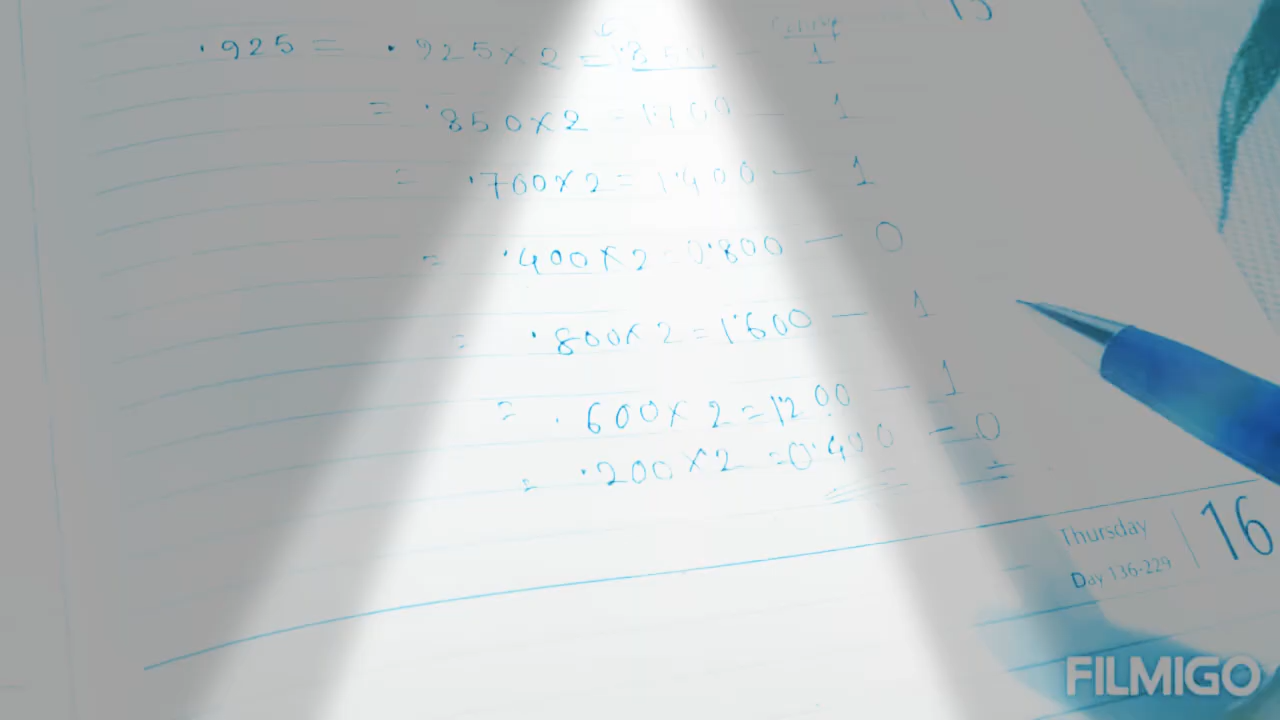 15
Carry
.925 = .925×2 = 1.850 — 1
= .850×2 = 1.700 — 1
= .700×2 = 1.400 — 1
= .400×2 = 0.800 — 0
= .800×2 = 1.600 — 1
= .600×2 = 1200 — 1
= .200×2 = 0.400 = 0
Thursday 16
Day 136-229
FILMIGO